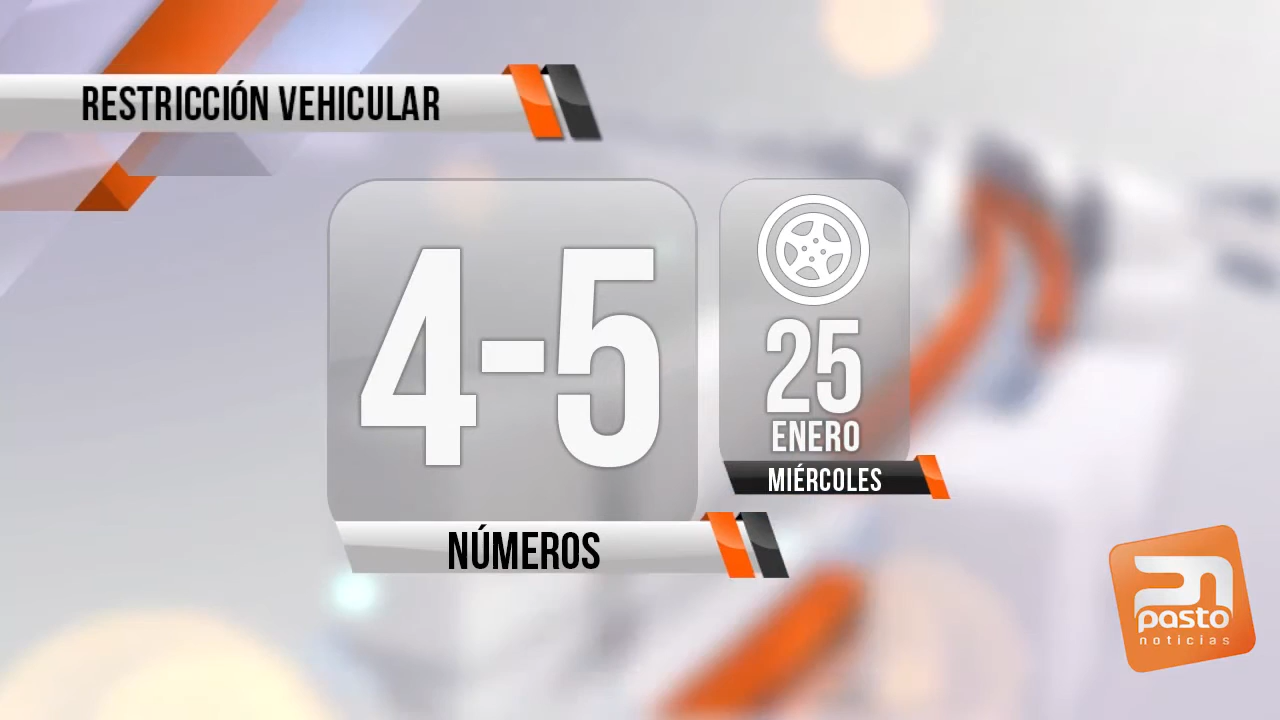 RESTRICCIÓN VEHICULAR
4-5
NÚMEROS
25
ENERO
MIÉRCOLES
pasto
noticias